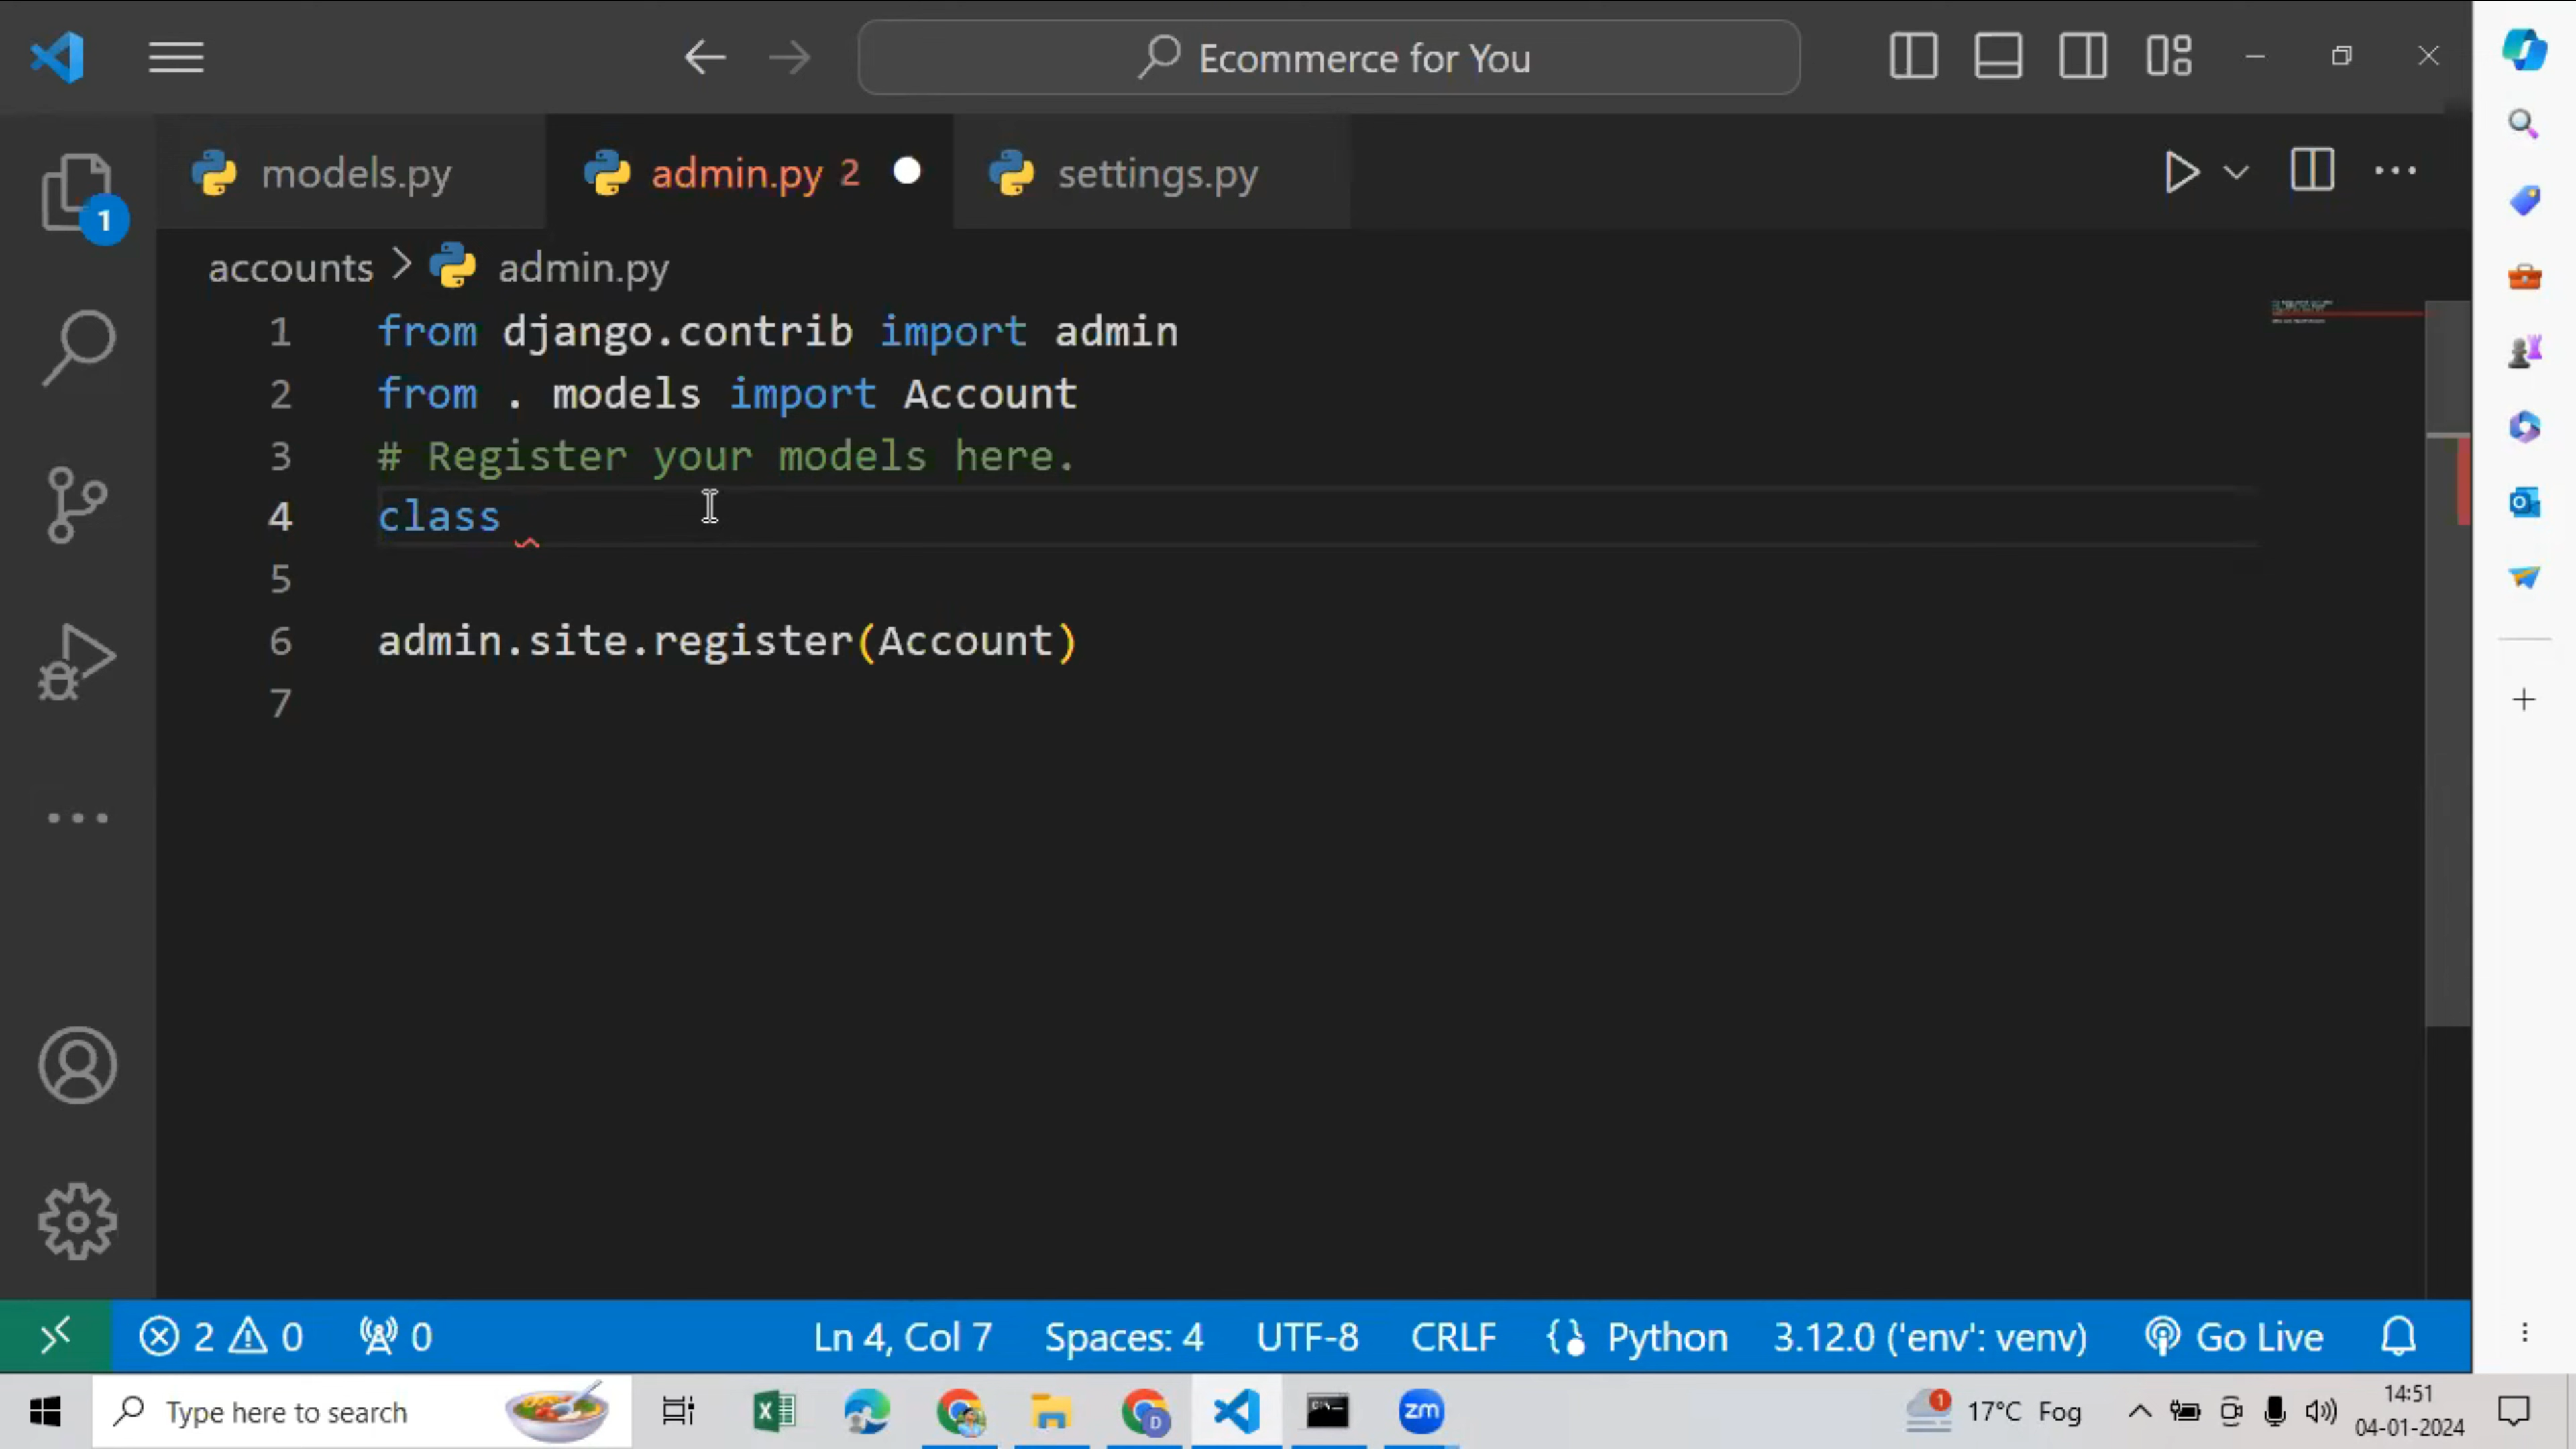 Ecommerce for You
models.py
admin.py 2
settings.py
1
accounts > admin.py
1 from django.contrib import admin
2 from . models import Account
3 # Register your models here.
4 class
5
6 admin.site.register(Account)
7
2 0 0 Ln 4, Col 7 Spaces: 4 UTF-8 CRLF Python 3.12.0 ('env': venv) Go Live
Type here to search
D
zm
1
17°C Fog
14:51
04-01-2024